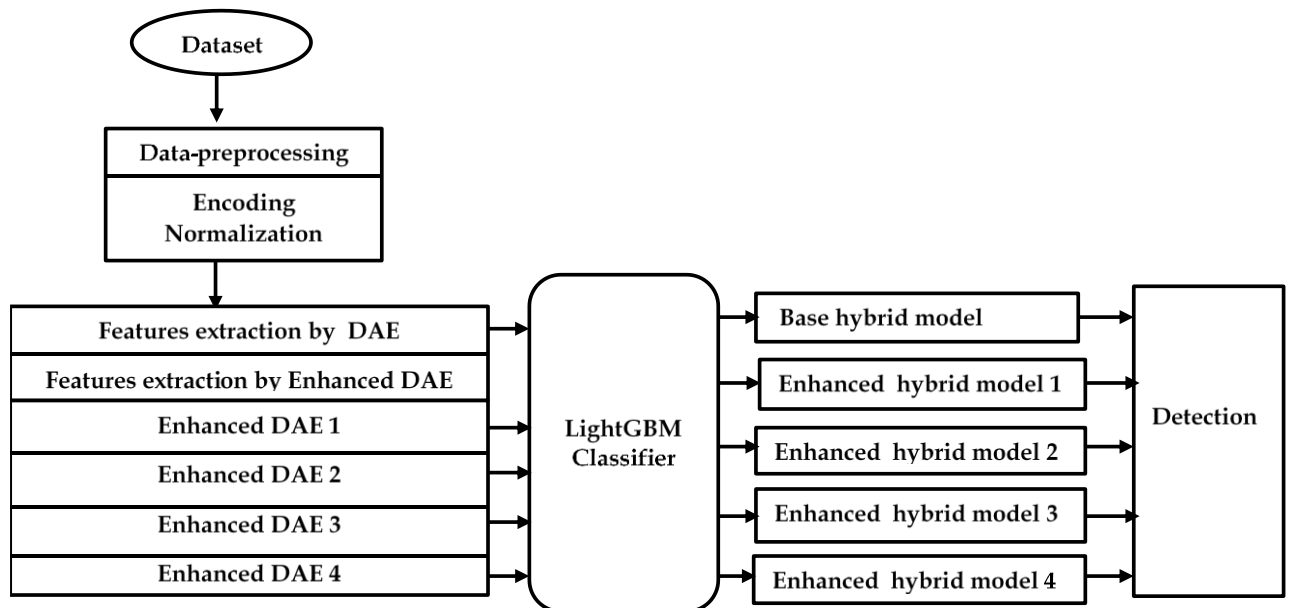 Dataset
Data-preprocessing
Encoding
Normalization
Features extraction by DAE
Features extraction by Enhanced DAE
Enhanced DAE 1
Enhanced DAE 2
Enhanced DAE 3
Enhanced DAE 4
LightGBM
Classifier
Base hybrid model
Enhanced hybrid model 1
Enhanced hybrid model 2
Enhanced hybrid model 3
Enhanced hybrid model 4
Detection